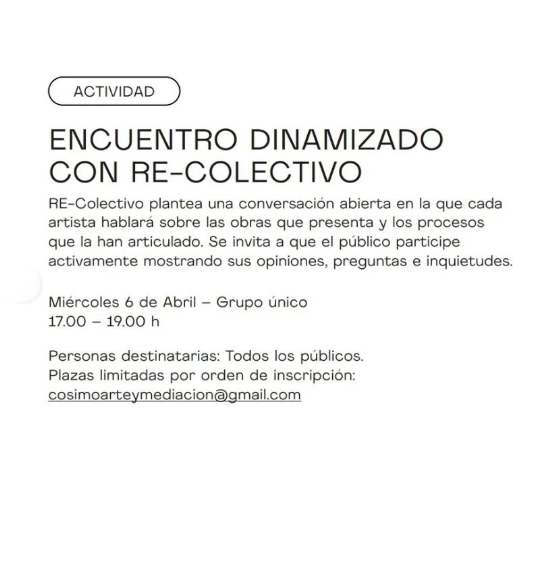 ACTIVIDAD
ENCUENTRO DINAMIZADO
CON RE-COLECTIVO
RE-Colectivo plantea una conversación abierta en la que cada
artista hablará sobre las obras que presenta y los procesos
que la han articulado. Se invita a que el público participe
activamente mostrando sus opiniones, preguntas e inquietudes.
Miércoles 6 de Abril – Grupo único
17.00 – 19.00 h
Personas destinatarias: Todos los públicos.
Plazas limitadas por orden de inscripción:
cosimoarteymediacion@gmail.com